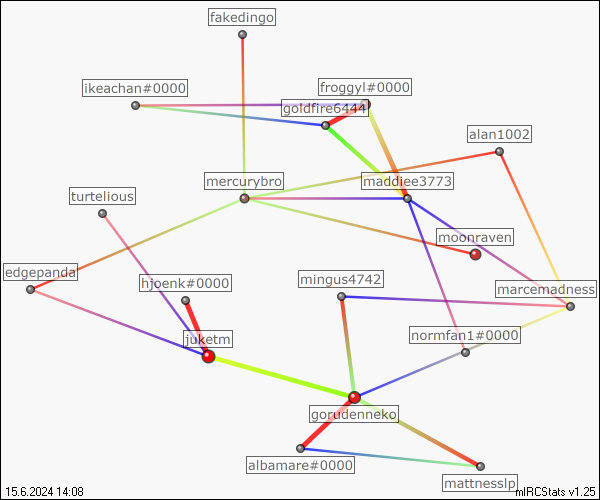 fakedingo
ikeachan#0000
froggyl#0000
goldfire6444
alan1002
mercurybro
maddiee3773
turtelious
moonraven
edgepanda
hjoenk#0000
mingus4742
marcemadness
juketm
normfan1#0000
gorudenneko
albamare#0000
mattnesslp
15.6.2024 14:08
mIRCStats v1.25